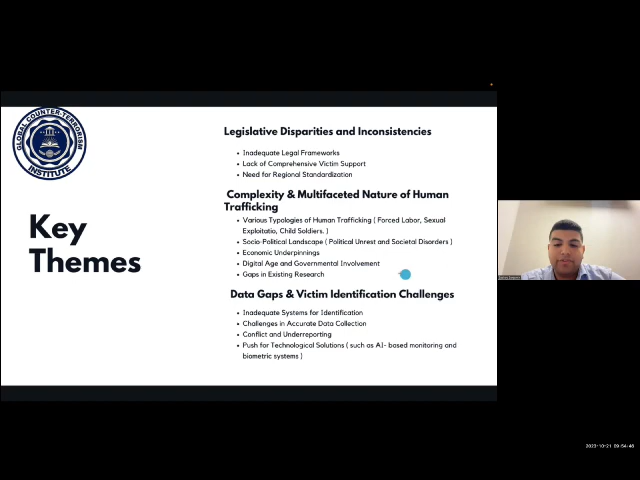 GLOBAL COUNTER-TERRORISM
INSTITUTE
Key
Themes
Legislative Disparities and Inconsistencies
• Inadequate Legal Frameworks
• Lack of Comprehensive Victim Support
• Need for Regional Standardization
Complexity & Multifaceted Nature of Human
Trafficking
• Various Typologies of Human Trafficking ( Forced Labor, Sexual
Exploitatio, Child Soldiers. )
• Socio-Political Landscape ( Political Unrest and Societal Disorders )
• Economic Underpinnings
• Digital Age and Governmental Involvement
• Gaps in Existing Research
Data Gaps & Victim Identification Challenges
• Inadequate Systems for Identification
• Challenges in Accurate Data Collection
• Conflict and Underreporting
• Push for Technological Solutions ( such as A.I- based monitoring and
biometric systems )
2023-10-21 09:54:48